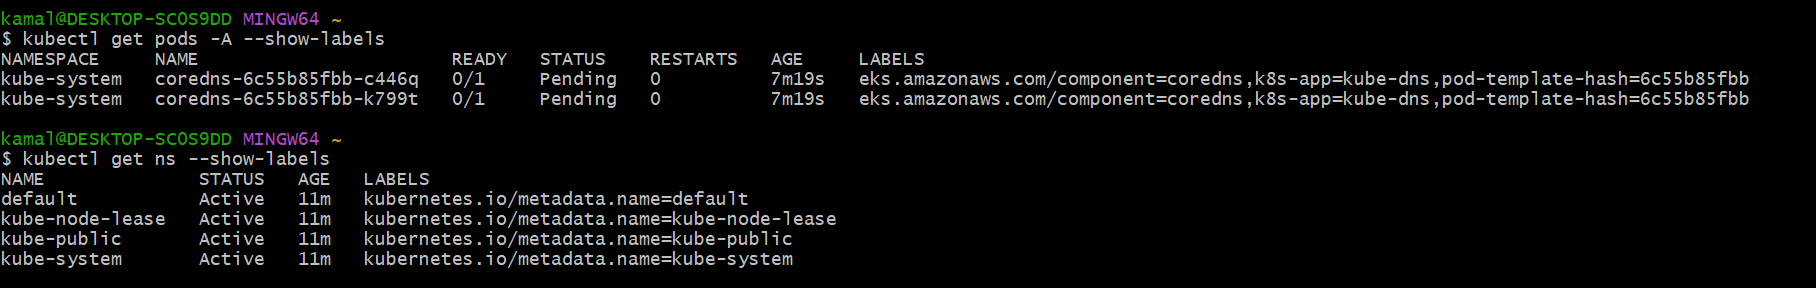 kamal@DESKTOP-SCOS9DD MINGW64 ~
$ kubectl get pods -A --show-labels
NAMESPACE     NAME                       READY   STATUS    RESTARTS   AGE     LABELS
kube-system   coredns-6c55b85fbb-c446q   0/1     Pending   0          7m19s   eks.amazonaws.com/component=coredns,k8s-app=kube-dns,pod-template-hash=6c55b85fbb
kube-system   coredns-6c55b85fbb-k799t   0/1     Pending   0          7m19s   eks.amazonaws.com/component=coredns,k8s-app=kube-dns,pod-template-hash=6c55b85fbb
kamal@DESKTOP-SCOS9DD MINGW64 ~
$ kubectl get ns --show-labels
NAME              STATUS   AGE   LABELS
default           Active   11m   kubernetes.io/metadata.name=default
kube-node-lease   Active   11m   kubernetes.io/metadata.name=kube-node-lease
kube-public       Active   11m   kubernetes.io/metadata.name=kube-public
kube-system       Active   11m   kubernetes.io/metadata.name=kube-system